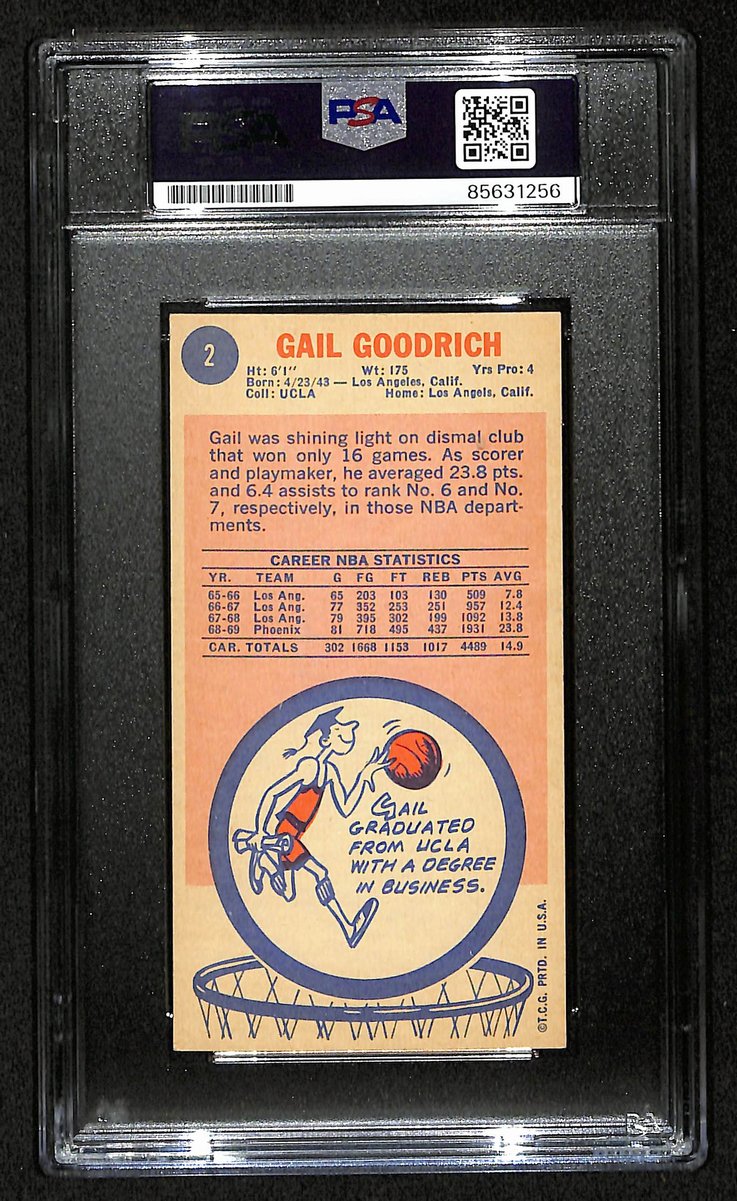 PSA
85631256
2
GAIL GOODRICH
Ht: 6'1" Wt: 175 Yrs Pro: 4
Born: 4/23/43 — Los Angeles, Calif.
Coll: UCLA Home: Los Angels, Calif.
Gail was shining light on dismal club
that won only 16 games. As scorer
and playmaker, he averaged 23.8 pts.
and 6.4 assists to rank No. 6 and No.
7, respectively, in those NBA depart-
ments.
CAREER NBA STATISTICS
YR. TEAM G FG FT REB PTS AVG
65-66 Los Ang. 65 203 103 130 509 7.8
66-67 Los Ang. 77 352 253 251 957 12.4
67-68 Los Ang. 79 395 302 199 1092 13.8
68-69 Phoenix 81 718 495 437 1931 23.8
CAR. TOTALS 302 1668 1153 1017 4489 14.9
GAIL
GRADUATED
FROM UCLA
WITH A DEGREE
IN BUSINESS.
©T.C.G. PRTD. IN U.S.A.